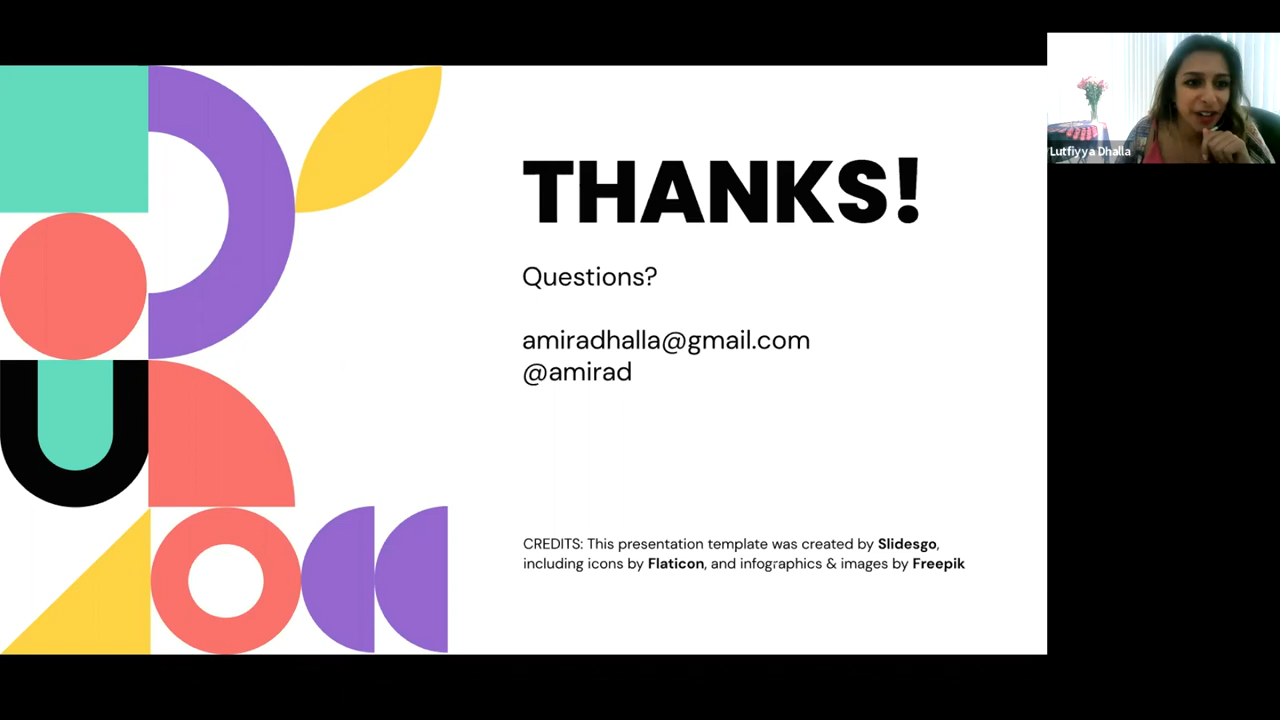 Lutfiyya Dhalla
THANKS!
Questions?
amiradhalla@gmail.com
@amirad
CREDITS: This presentation template was created by Slidesgo,
including icons by Flaticon, and infographics & images by Freepik